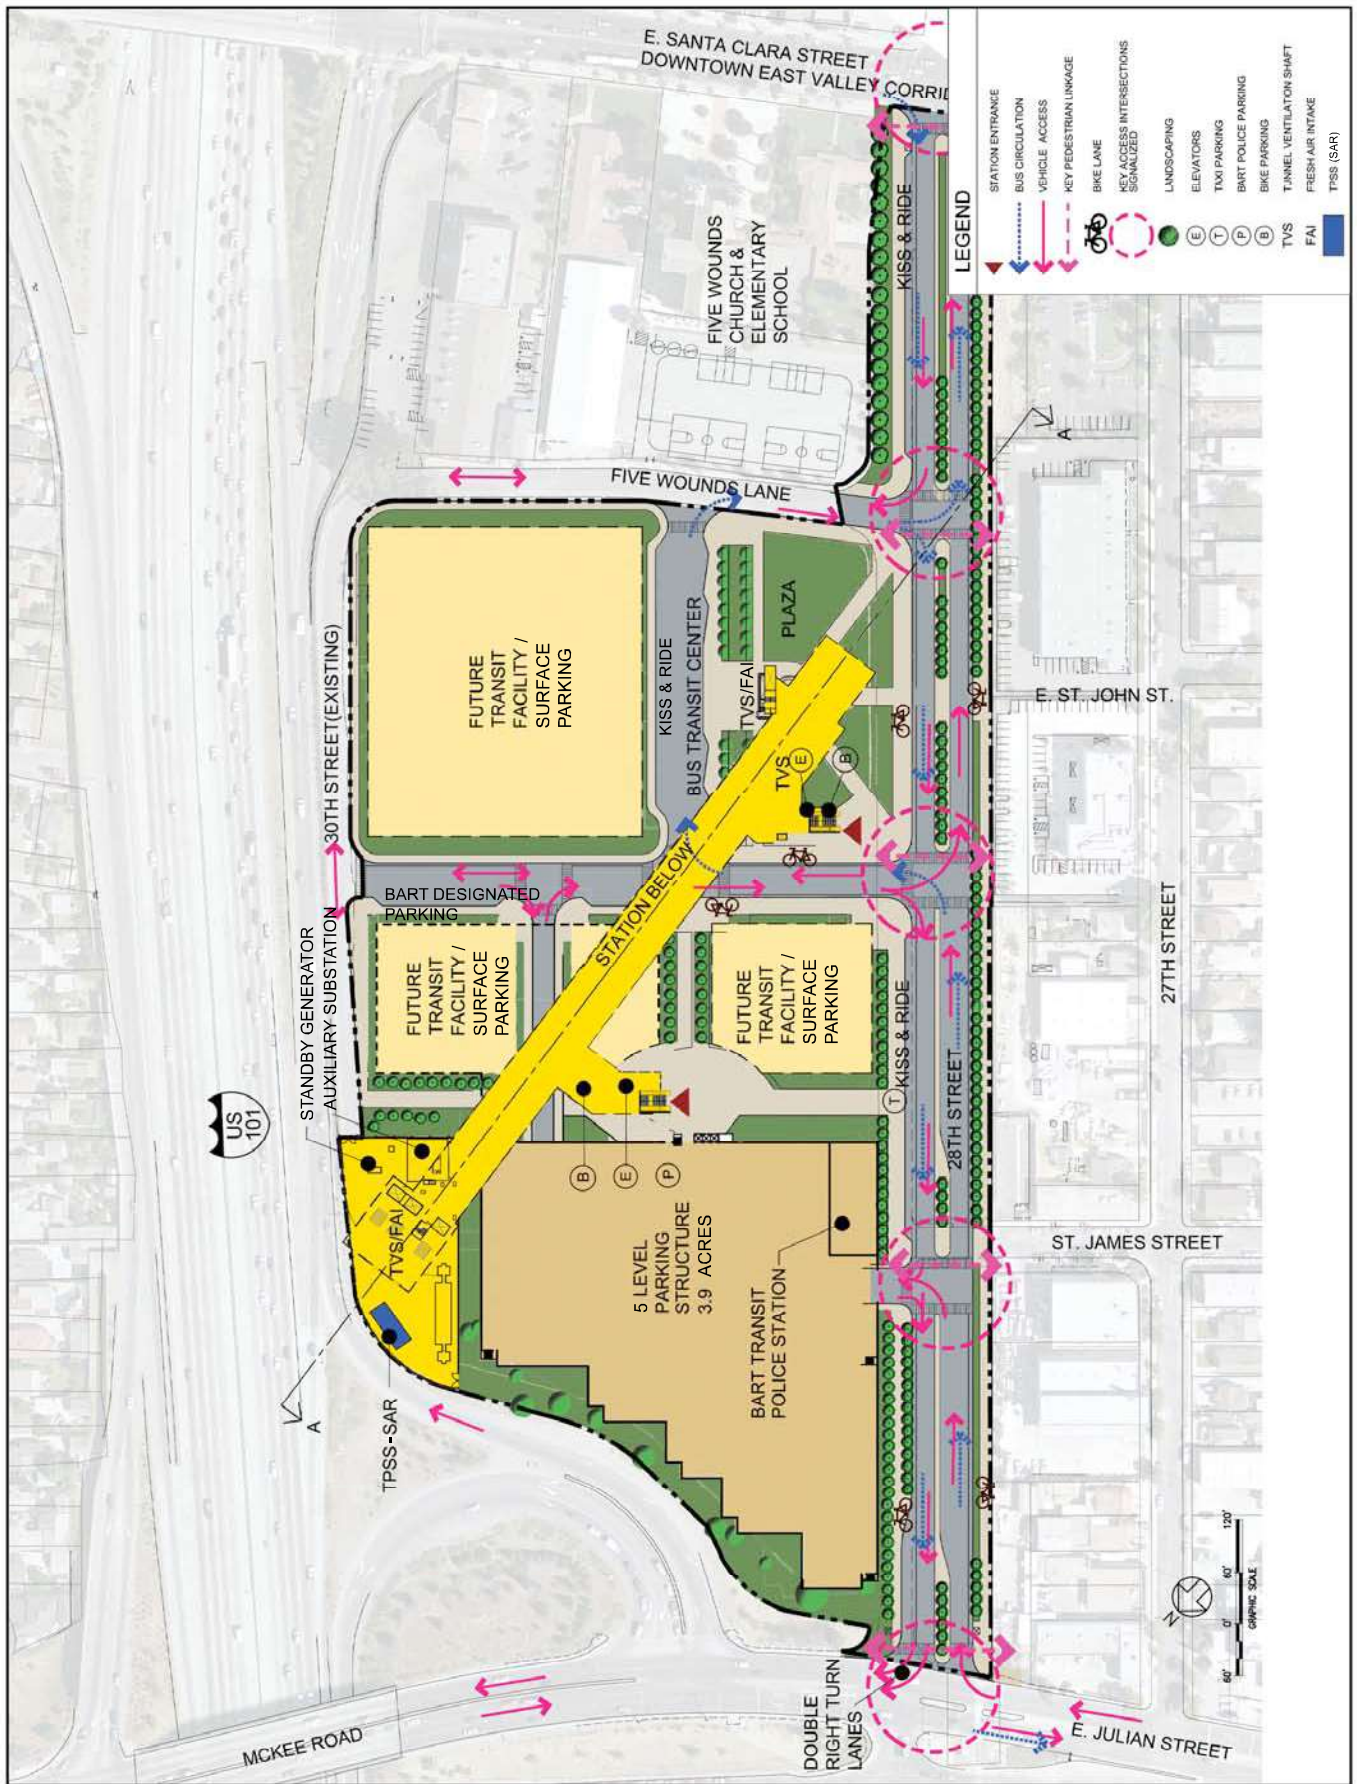 E. SANTA CLARA STREET
DOWNTOWN EAST VALLEY CORRID
LEGEND
STATION ENTRANCE
BUS CIRCULATION
VEHICLE ACCESS
KEY PEDESTRIAN LINKAGE
BIKE LANE
KEY ACCESS INTERSECTIONS
SIGNALIZED
LANDSCAPING
E ELEVATORS
T TAXI PARKING
P BART POLICE PARKING
B BIKE PARKING
TVS TUNNEL VENTILATION SHAFT
FAI FRESH AIR INTAKE
TPSS (SAR)
KISS & RIDE
FIVE WOUNDS
CHURCH &
ELEMENTARY
SCHOOL
FIVE WOUNDS LANE
A
30TH STREET(EXISTING)
FUTURE
TRANSIT
FACILITY /
SURFACE
PARKING
KISS & RIDE
BUS TRANSIT CENTER
PLAZA
TVS/FAI
TVS
E
B
E. ST. JOHN ST.
STATION BELOW
BART DESIGNATED
PARKING
STANDBY GENERATOR
AUXILIARY SUBSTATION
FUTURE
TRANSIT
FACILITY /
SURFACE
PARKING
FUTURE
TRANSIT
FACILITY /
SURFACE
PARKING
KISS & RIDE
T
28TH STREET
27TH STREET
US
101
B
E
P
TVS/FAI
5 LEVEL
PARKING
STRUCTURE
3.9 ACRES
BART TRANSIT
POLICE STATION
ST. JAMES STREET
A
TPSS-SAR
DOUBLE
RIGHT TURN
LANES
MCKEE ROAD
E. JULIAN STREET
N
60' 0' 60' 120'
GRAPHIC SCALE